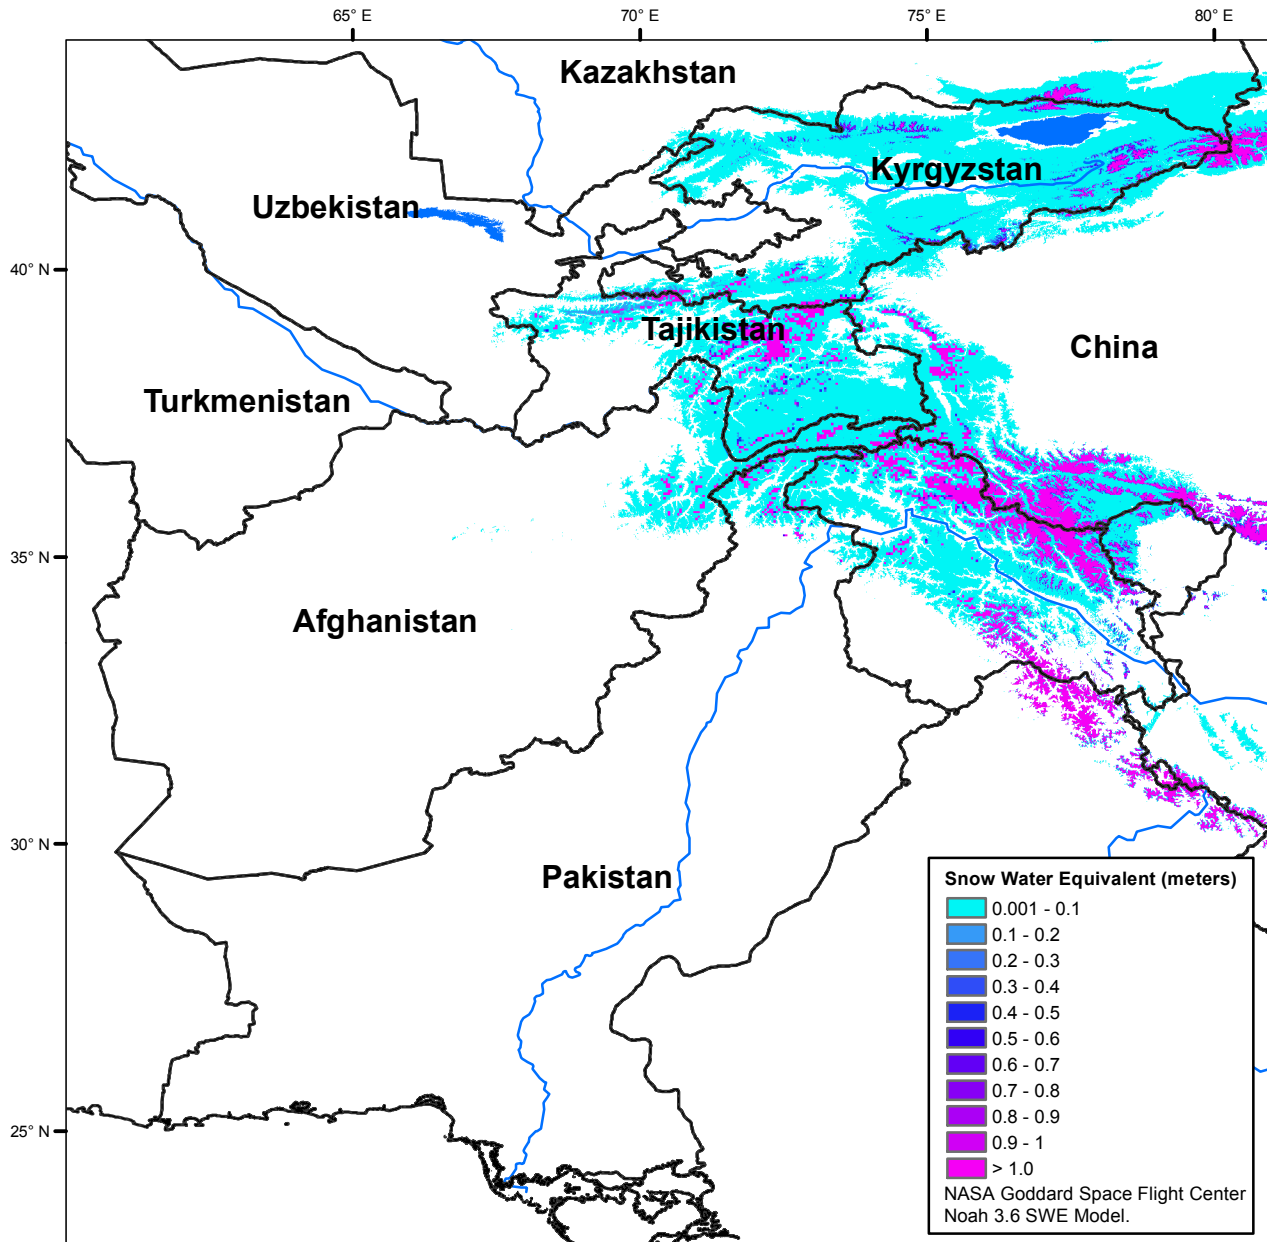 65° E
70° E
75° E
80° E
Kazakhstan
Kyrgyzstan
Uzbekistan
40° N
Tajikistan
China
Turkmenistan
35° N
Afghanistan
30° N
Pakistan
25° N
Snow Water Equivalent (meters)
0.001 - 0.1
0.1 - 0.2
0.2 - 0.3
0.3 - 0.4
0.4 - 0.5
0.5 - 0.6
0.6 - 0.7
0.7 - 0.8
0.8 - 0.9
0.9 - 1
> 1.0
NASA Goddard Space Flight Center
Noah 3.6 SWE Model.